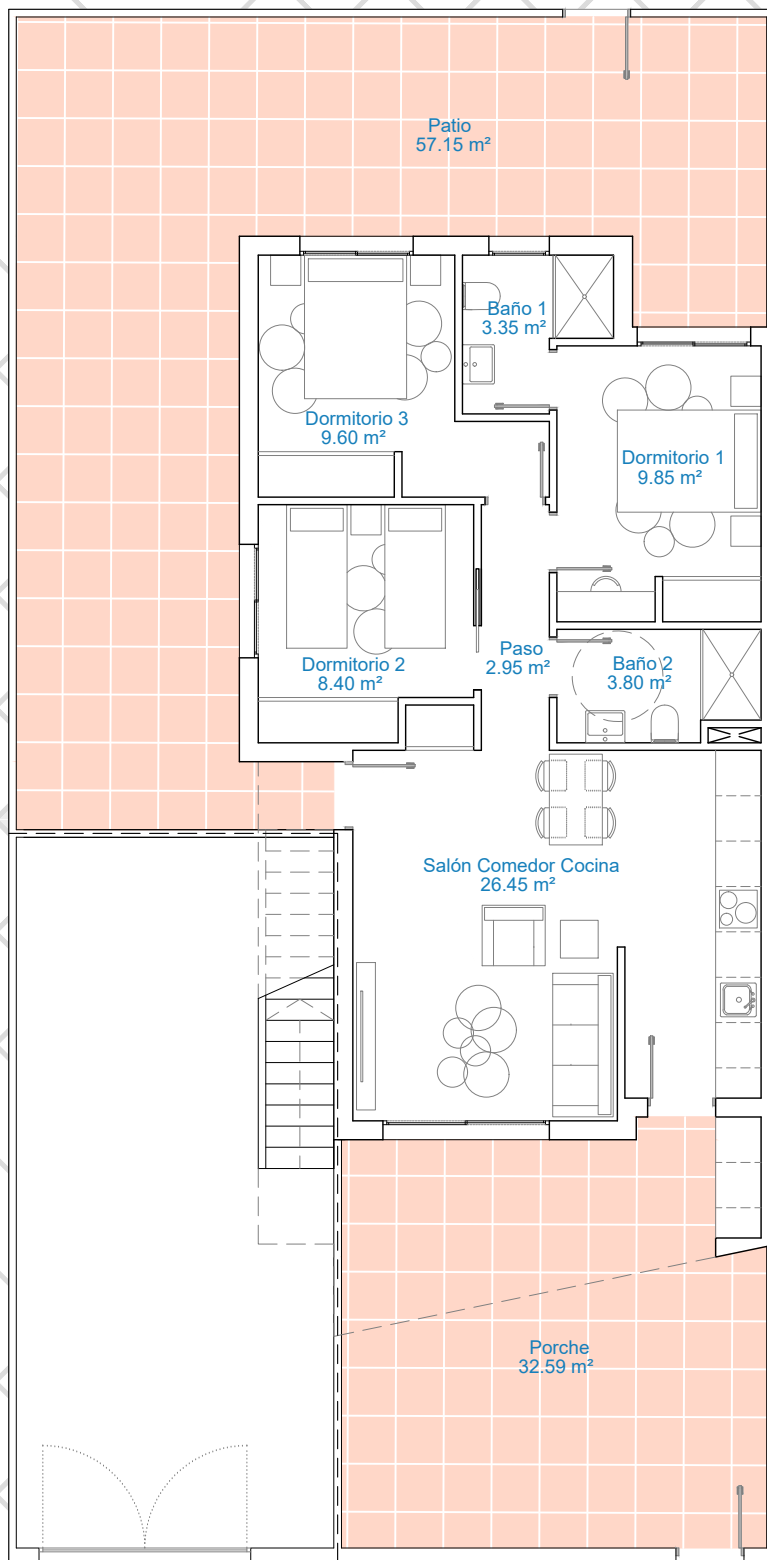 Patio
57.15 m²
Baño 1
3.35 m²
Dormitorio 3
9.60 m²
Dormitorio 1
9.85 m²
Paso
2.95 m²
Dormitorio 2
8.40 m²
Baño 2
3.80 m²
Salón Comedor Cocina
26.45 m²
Porche
32.59 m²